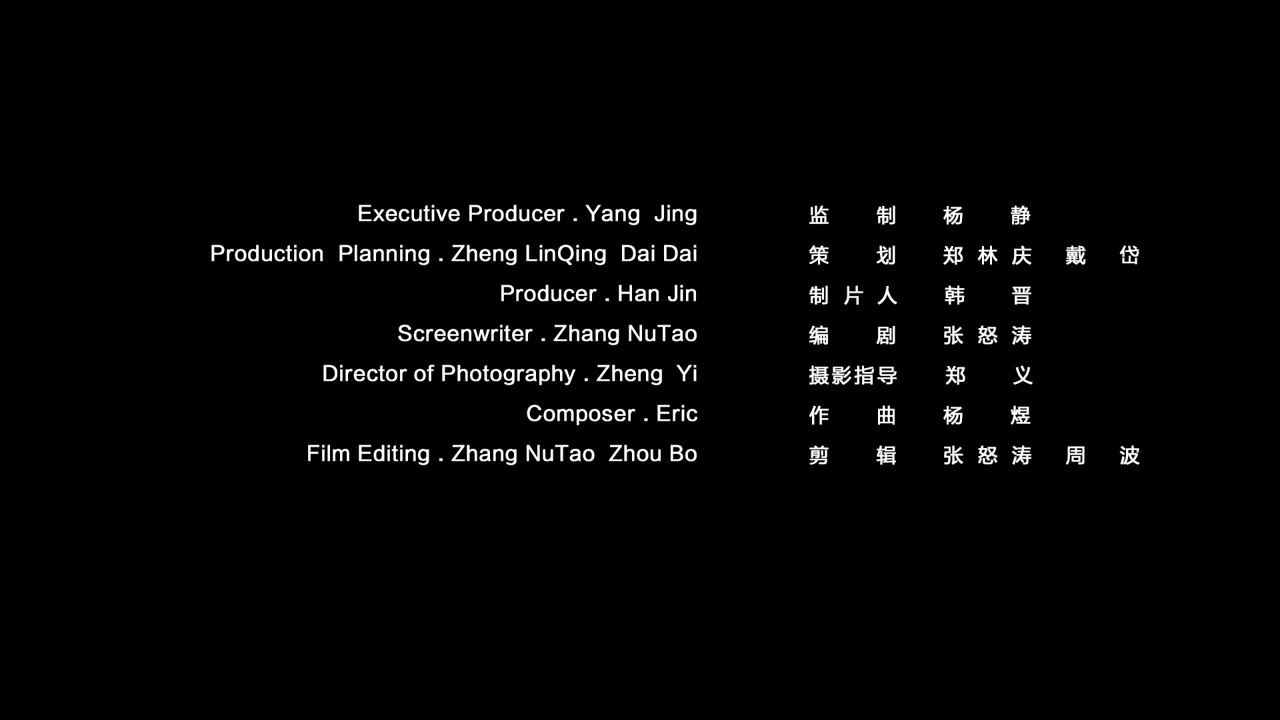 Executive Producer . Yang Jing 监 制 杨 静
Production Planning . Zheng LinQing Dai Dai 策 划 郑 林 庆 戴 岱
Producer . Han Jin 制 片 人 韩 晋
Screenwriter . Zhang NuTao 编 剧 张 怒 涛
Director of Photography . Zheng Yi 摄影指导 郑 义
Composer . Eric 作 曲 杨 煜
Film Editing . Zhang NuTao Zhou Bo 剪 辑 张 怒 涛 周 波